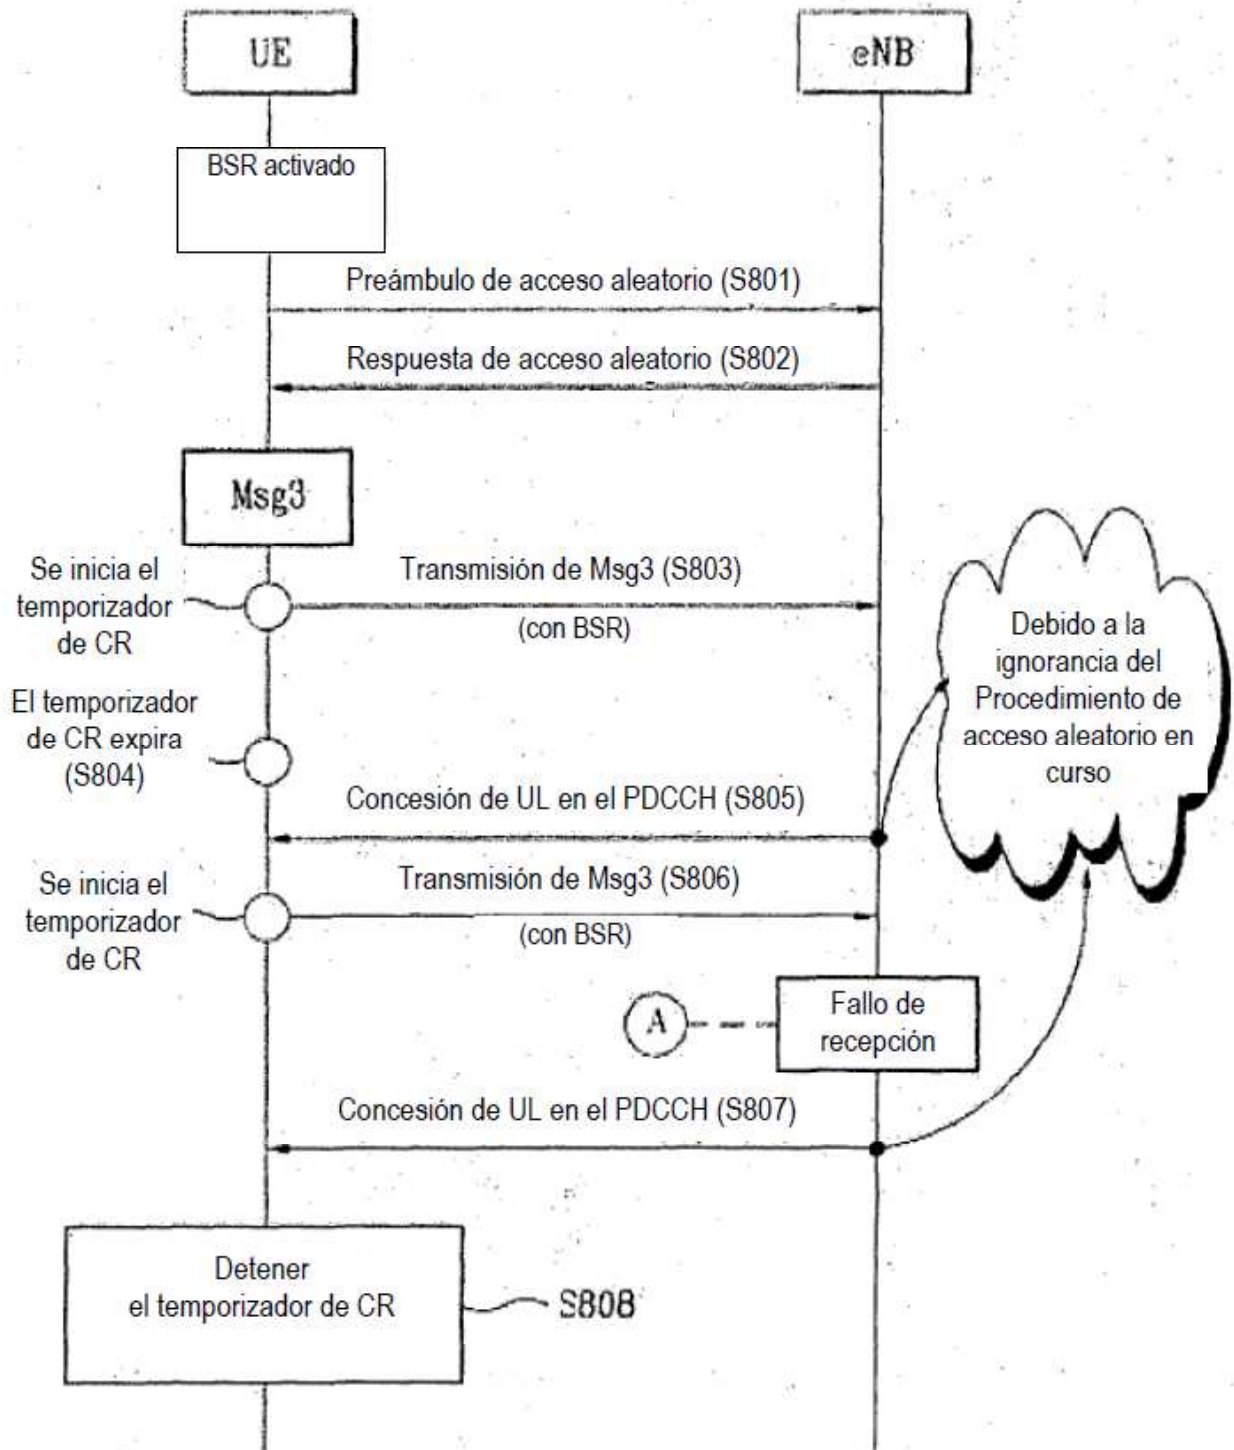 UE
eNB
BSR activado
Preámbulo de acceso aleatorio (S801)
Respuesta de acceso aleatorio (S802)
Msg3
Se inicia el
temporizador
de CR
Transmisión de Msg3 (S803)
(con BSR)
Debido a la
ignorancia del
Procedimiento de
acceso aleatorio en
curso
El temporizador
de CR expira
(S804)
Concesión de UL en el PDCCH (S805)
Se inicia el
temporizador
de CR
Transmisión de Msg3 (S806)
(con BSR)
A
Fallo de
recepción
Concesión de UL en el PDCCH (S807)
Detener
el temporizador de CR
S808